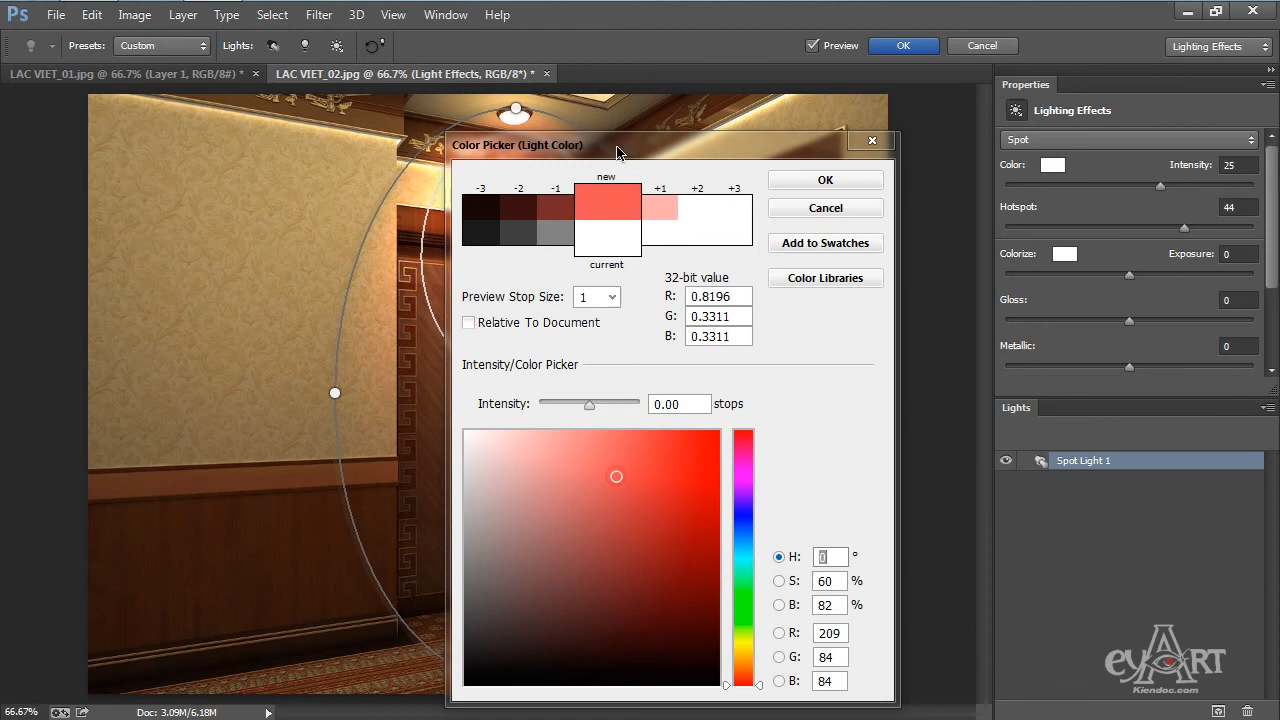 Ps File Edit Image Layer Type Select Filter 3D View Window Help
Presets: Custom Lights: Preview OK Cancel Lighting Effects
LAC VIET_01.jpg @ 66.7% (Layer 1, RGB/8#) * × LAC VIET_02.jpg @ 66.7% (Light Effects, RGB/8*) * ×
Properties
Lighting Effects
Spot
Color: Intensity: 25
Hotspot: 44
Colorize: Exposure: 0
Gloss: 0
Metallic: 0
Lights
Spot Light 1
Color Picker (Light Color)
new
-3 -2 -1 +1 +2 +3
current
OK
Cancel
Add to Swatches
Color Libraries
32-bit value
Preview Stop Size: 1
R: 0.8196
Relative To Document
G: 0.3311
B: 0.3311
Intensity/Color Picker
Intensity: 0.00 stops
H: 0 °
S: 60 %
B: 82 %
R: 209
G: 84
B: 84
eyART
Kiendoc.com
66.67% Doc: 3.09M/6.18M